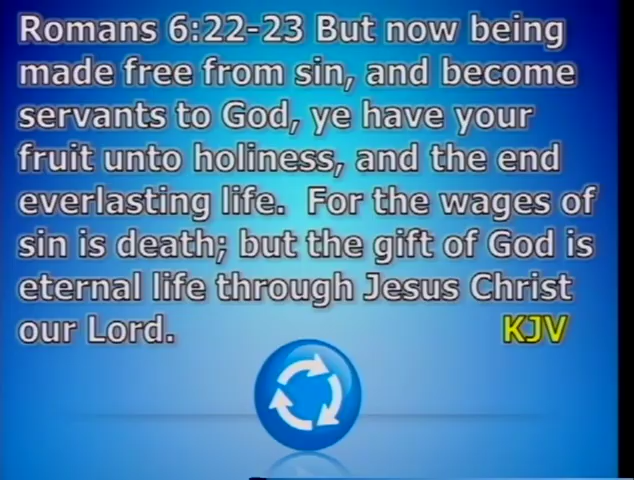 Romans 6:22-23 But now being
made free from sin, and become
servants to God, ye have your
fruit unto holiness, and the end
everlasting life.  For the wages of
sin is death; but the gift of God is
eternal life through Jesus Christ
our Lord. KJV